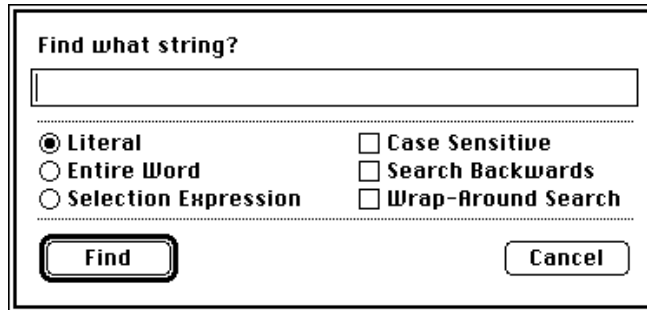 Find what string?
Literal
Case Sensitive
Entire Word
Search Backwards
Selection Expression
Wrap-Around Search
Find
Cancel